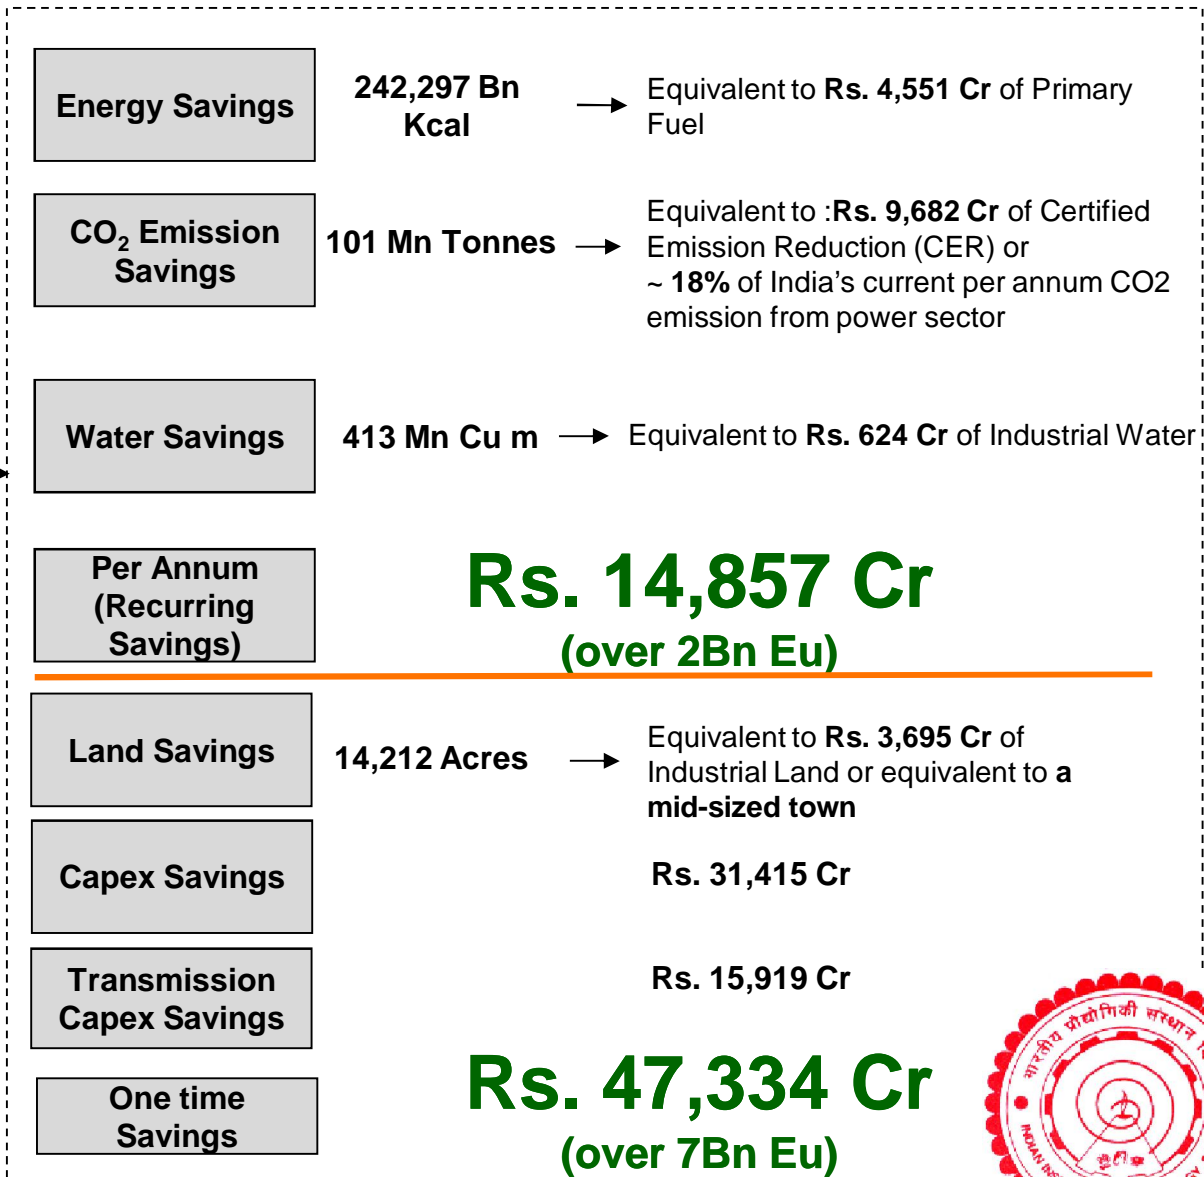 Energy Savings
242,297 Bn
Kcal
Equivalent to Rs. 4,551 Cr of Primary
Fuel
CO₂ Emission
Savings
101 Mn Tonnes
Equivalent to :Rs. 9,682 Cr of Certified
Emission Reduction (CER) or
~ 18% of India's current per annum CO2
emission from power sector
Water Savings
413 Mn Cu m
Equivalent to Rs. 624 Cr of Industrial Water
Per Annum
(Recurring
Savings)
Rs. 14,857 Cr
(over 2Bn Eu)
Land Savings
14,212 Acres
Equivalent to Rs. 3,695 Cr of
Industrial Land or equivalent to a
mid-sized town
Capex Savings
Rs. 31,415 Cr
Transmission
Capex Savings
Rs. 15,919 Cr
One time
Savings
Rs. 47,334 Cr
(over 7Bn Eu)
भारतीय प्रौद्योगिकी संस्थान
INDIAN